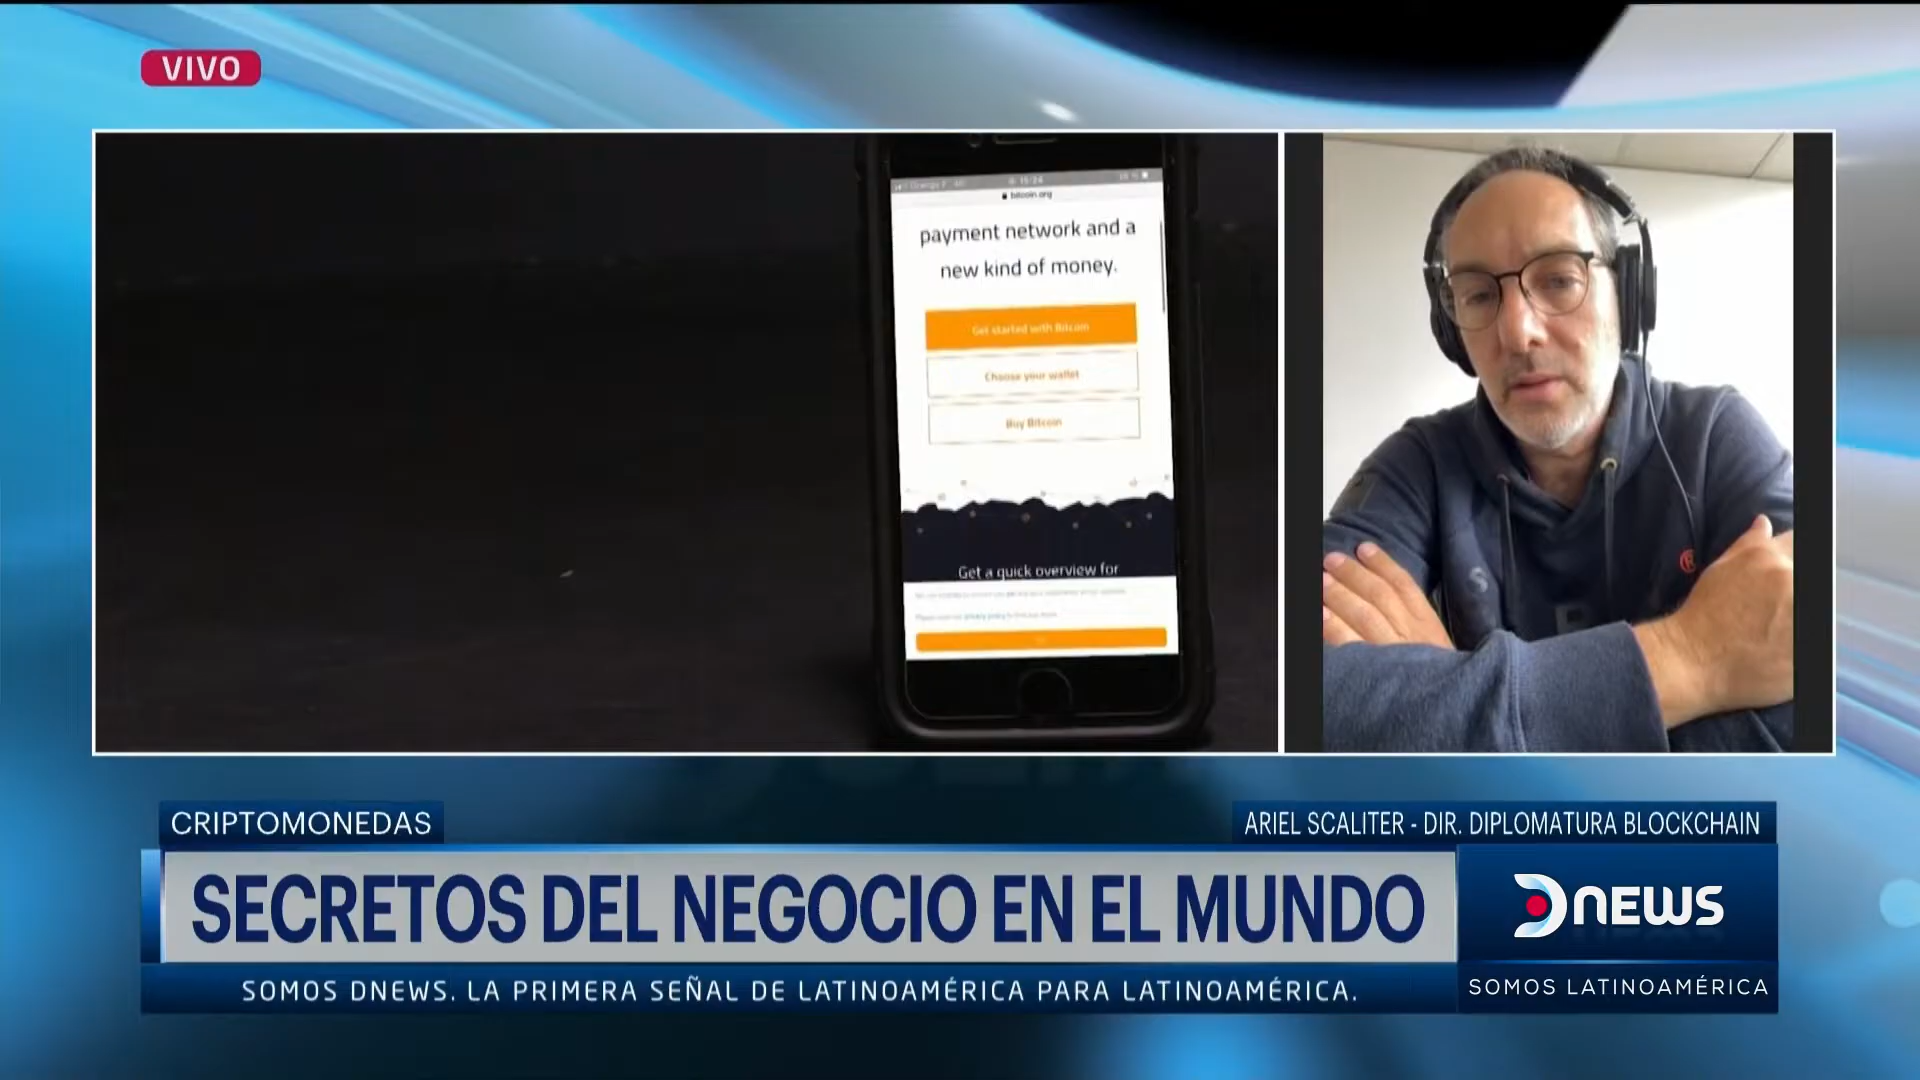 VIVO
bitcoin.org
payment network and a
new kind of money.
Get started with Bitcoin
Choose your wallet
Buy Bitcoin
Get a quick overview for
CRIPTOMONEDAS
ARIEL SCALITER - DIR. DIPLOMATURA BLOCKCHAIN
SECRETOS DEL NEGOCIO EN EL MUNDO
DNEWS
SOMOS DNEWS. LA PRIMERA SEÑAL DE LATINOAMÉRICA PARA LATINOAMÉRICA.
SOMOS LATINOAMÉRICA